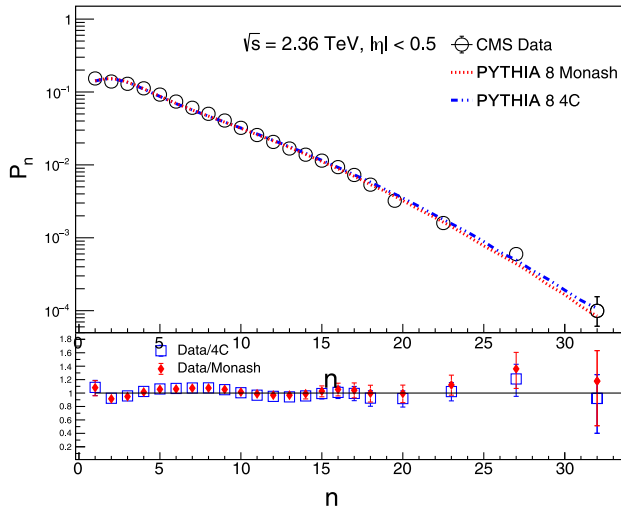 √s = 2.36 TeV, |η| < 0.5
CMS Data
PYTHIA 8 Monash
PYTHIA 8 4C
1
10⁻¹
10⁻²
10⁻³
10⁻⁴
Pₙ
0 5 10 15 20 25 30
n
1.8
1.6
1.4
1.2
1.0
0.8
0.6
0.4
0.2
Data/4C
Data/Monash
0 5 10 15 20 25 30
n